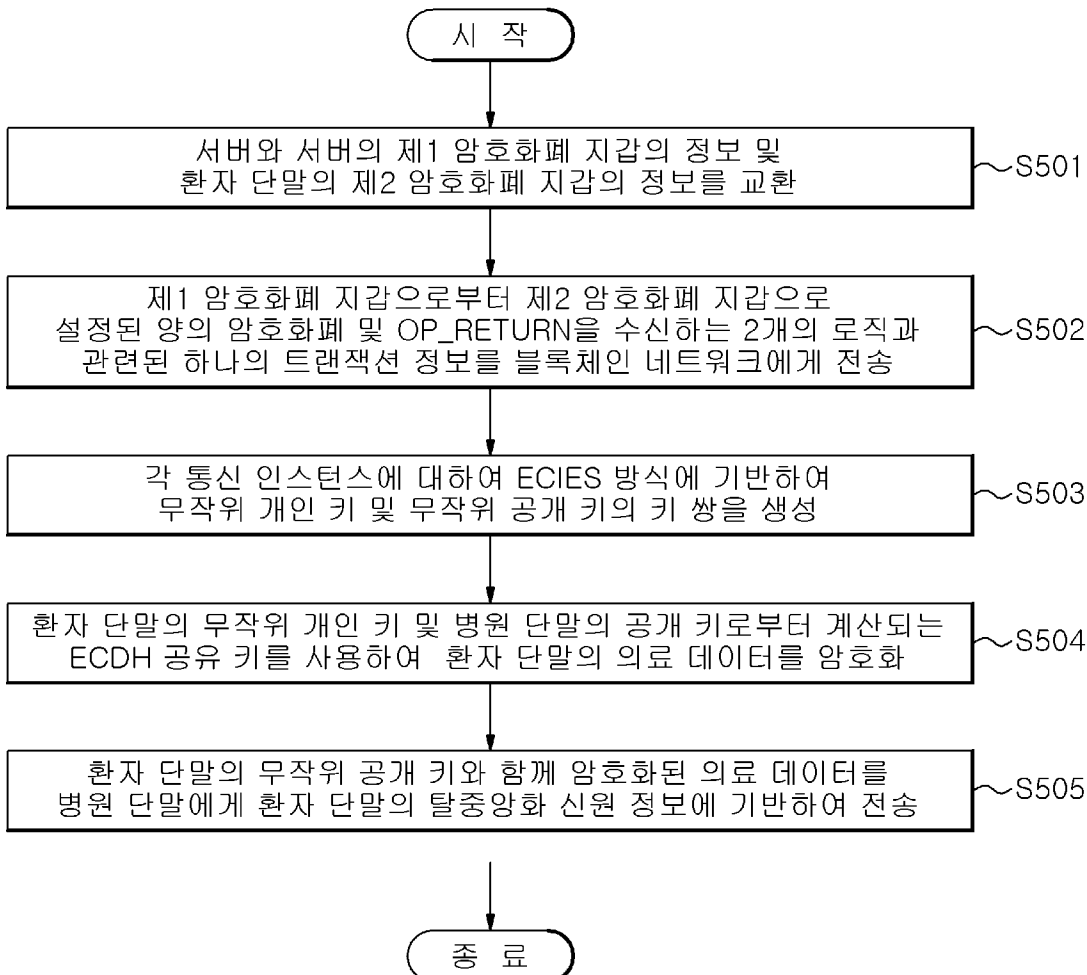 시 작
서버와 서버의 제1 암호화폐 지갑의 정보 및
환자 단말의 제2 암호화폐 지갑의 정보를 교환
S501
제1 암호화폐 지갑으로부터 제2 암호화폐 지갑으로
설정된 양의 암호화폐 및 OP_RETURN을 수신하는 2개의 로직과
관련된 하나의 트랜잭션 정보를 블록체인 네트워크에게 전송
S502
각 통신 인스턴스에 대하여 ECIES 방식에 기반하여
무작위 개인 키 및 무작위 공개 키의 키 쌍을 생성
S503
환자 단말의 무작위 개인 키 및 병원 단말의 공개 키로부터 계산되는
ECDH 공유 키를 사용하여 환자 단말의 의료 데이터를 암호화
S504
환자 단말의 무작위 공개 키와 함께 암호화된 의료 데이터를
병원 단말에게 환자 단말의 탈중앙화 신원 정보에 기반하여 전송
S505
종 료